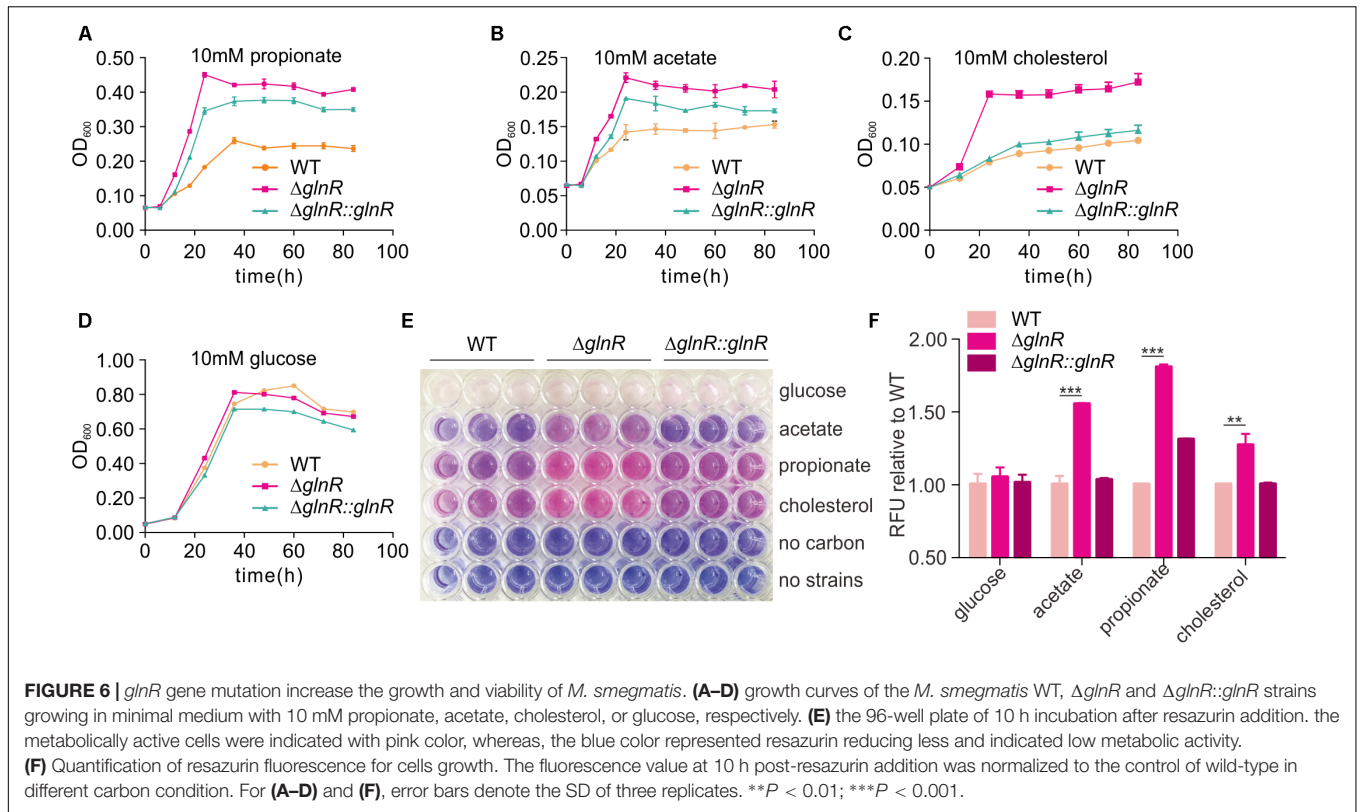 A
10mM propionate
0.50
0.40
0.30
0.20
0.10
0.00
OD600
0 20 40 60 80 100
time(h)
WT
ΔglnR
ΔglnR::glnR
B
10mM acetate
0.25
0.20
0.15
0.10
0.05
0.00
OD600
0 20 40 60 80 100
time(h)
WT
ΔglnR
ΔglnR::glnR
C
10mM cholesterol
0.20
0.15
0.10
0.05
0.00
OD600
0 20 40 60 80 100
time(h)
WT
ΔglnR
ΔglnR::glnR
D
10mM glucose
1.00
0.80
0.60
0.40
0.20
0.00
OD600
0 20 40 60 80 100
time(h)
WT
ΔglnR
ΔglnR::glnR
E
WT ΔglnR ΔglnR::glnR
glucose
acetate
propionate
cholesterol
no carbon
no strains
F
WT
ΔglnR
ΔglnR::glnR
2.00
1.50
1.00
0.50
RFU relative to WT
*** *** **
glucose acetate propionate cholesterol
FIGURE 6 | glnR gene mutation increase the growth and viability of M. smegmatis. (A–D) growth curves of the M. smegmatis WT, ΔglnR and ΔglnR::glnR strains
growing in minimal medium with 10 mM propionate, acetate, cholesterol, or glucose, respectively. (E) the 96-well plate of 10 h incubation after resazurin addition. the
metabolically active cells were indicated with pink color, whereas, the blue color represented resazurin reducing less and indicated low metabolic activity.
(F) Quantification of resazurin fluorescence for cells growth. The fluorescence value at 10 h post-resazurin addition was normalized to the control of wild-type in
different carbon condition. For (A–D) and (F), error bars denote the SD of three replicates. **P < 0.01; ***P < 0.001.